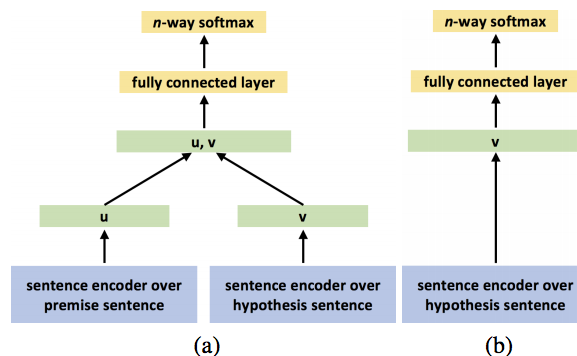 n-way softmax
fully connected layer
u, v
u
v
sentence encoder over
premise sentence
sentence encoder over
hypothesis sentence
(a)
n-way softmax
fully connected layer
v
sentence encoder over
hypothesis sentence
(b)